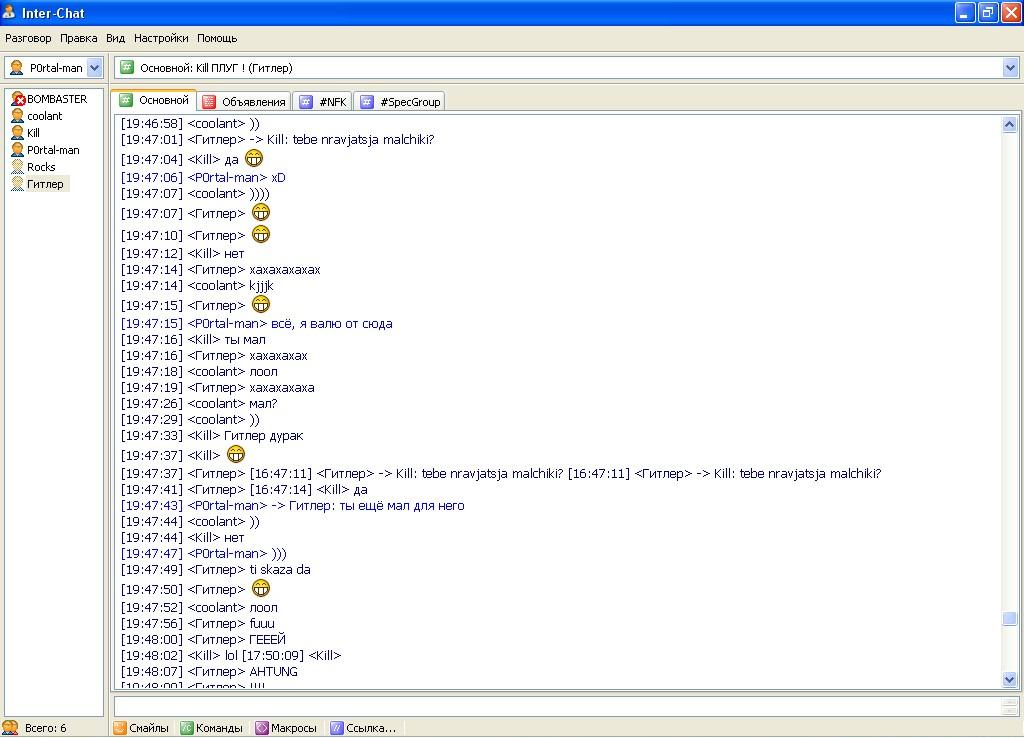 Inter-Chat
Разговор Правка Вид Настройки Помощь
P0rtal-man
Основной: Kill ПЛУГ ! (Гитлер)
BOMBASTER
coolant
Kill
P0rtal-man
Rocks
Гитлер
Основной Объявления #NFK #SpecGroup
[19:46:58] <coolant> ))
[19:47:01] <Гитлер> -> Kill: tebe nravjatsja malchiki?
[19:47:04] <Kill> да
[19:47:06] <P0rtal-man> xD
[19:47:07] <coolant> ))))
[19:47:07] <Гитлер>
[19:47:10] <Гитлер>
[19:47:12] <Kill> нет
[19:47:14] <Гитлер> хахахахахах
[19:47:14] <coolant> kjjjk
[19:47:15] <Гитлер>
[19:47:15] <P0rtal-man> всё, я валю от сюда
[19:47:16] <Kill> ты мал
[19:47:16] <Гитлер> хахахахах
[19:47:18] <coolant> лоол
[19:47:19] <Гитлер> хахахахаха
[19:47:26] <coolant> мал?
[19:47:29] <coolant> ))
[19:47:33] <Kill> Гитлер дурак
[19:47:37] <Kill>
[19:47:37] <Гитлер> [16:47:11] <Гитлер> -> Kill: tebe nravjatsja malchiki? [16:47:11] <Гитлер> -> Kill: tebe nravjatsja malchiki?
[19:47:41] <Гитлер> [16:47:14] <Kill> да
[19:47:43] <P0rtal-man> -> Гитлер: ты ещё мал для него
[19:47:44] <coolant> ))
[19:47:44] <Kill> нет
[19:47:47] <P0rtal-man> )))
[19:47:49] <Гитлер> ti skaza da
[19:47:50] <Гитлер>
[19:47:52] <coolant> лоол
[19:47:56] <Гитлер> fuuu
[19:48:00] <Гитлер> ГЕЕЕЙ
[19:48:02] <Kill> lol [17:50:09] <Kill>
[19:48:07] <Гитлер> AHTUNG
[19:48:09] <Гитлер> !!!!
Всего: 6
Смайлы Команды Макросы Ссылка...